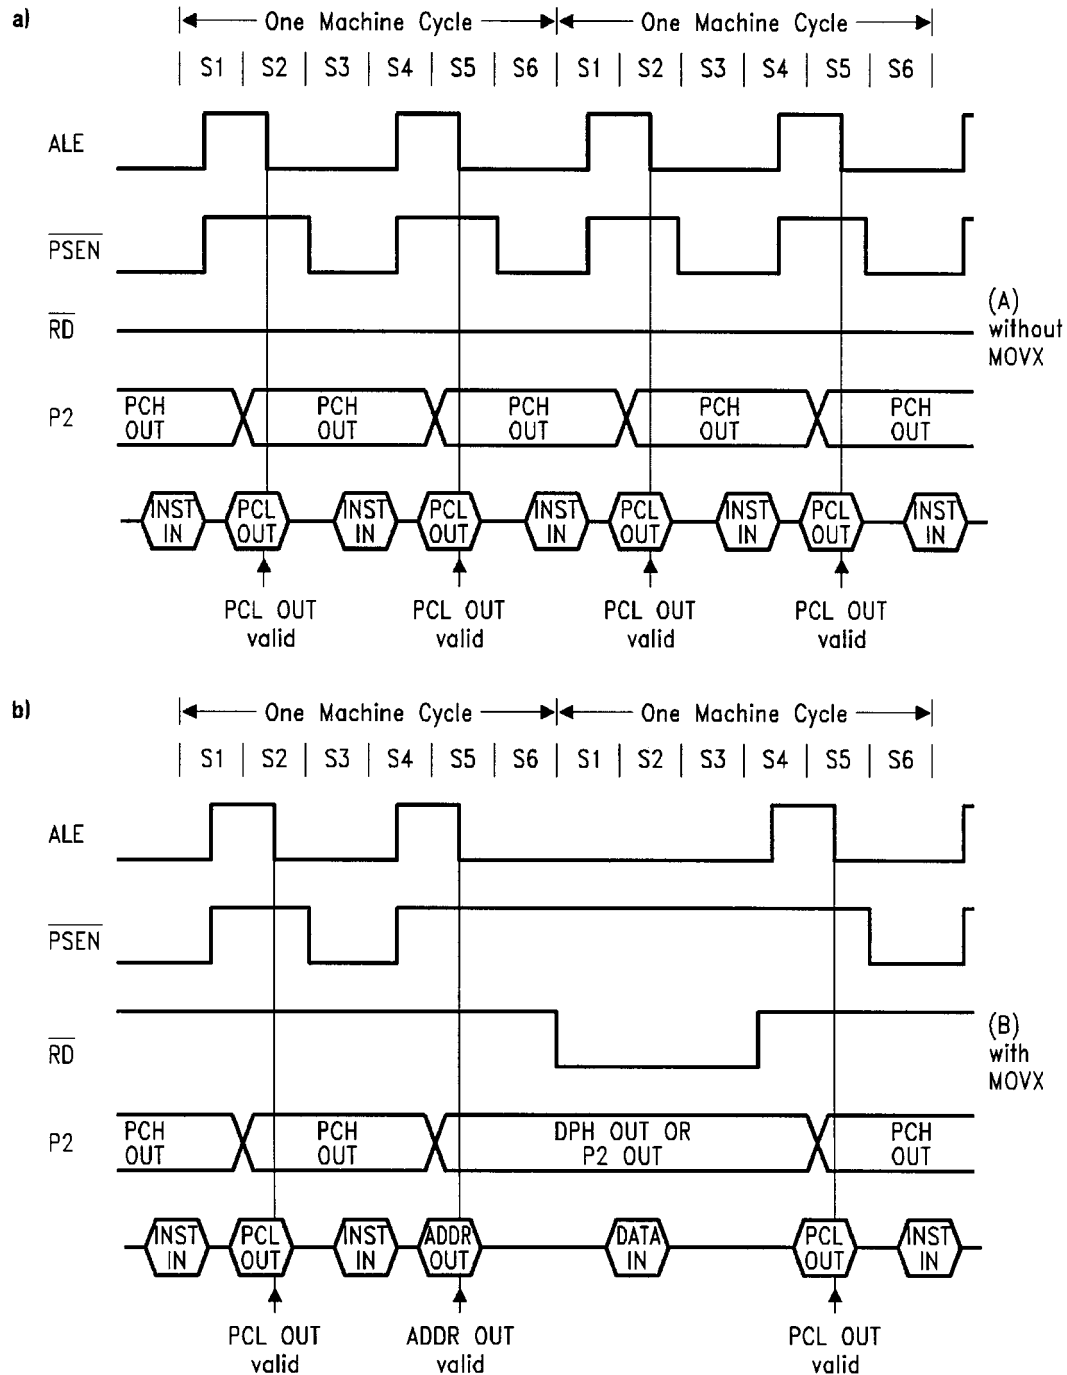 a)
One Machine Cycle One Machine Cycle
S1 S2 S3 S4 S5 S6 S1 S2 S3 S4 S5 S6
ALE
PSEN
RD
(A)
without
MOVX
P2
PCH OUT
PCH OUT
PCH OUT
PCH OUT
PCH OUT
INST IN
PCL OUT
INST IN
PCL OUT
INST IN
PCL OUT
INST IN
PCL OUT
INST IN
PCL OUT valid
PCL OUT valid
PCL OUT valid
PCL OUT valid
b)
One Machine Cycle One Machine Cycle
S1 S2 S3 S4 S5 S6 S1 S2 S3 S4 S5 S6
ALE
PSEN
RD
(B)
with
MOVX
P2
PCH OUT
PCH OUT
DPH OUT OR
P2 OUT
PCH OUT
INST IN
PCL OUT
INST IN
ADDR OUT
DATA IN
PCL OUT
INST IN
PCL OUT valid
ADDR OUT valid
PCL OUT valid